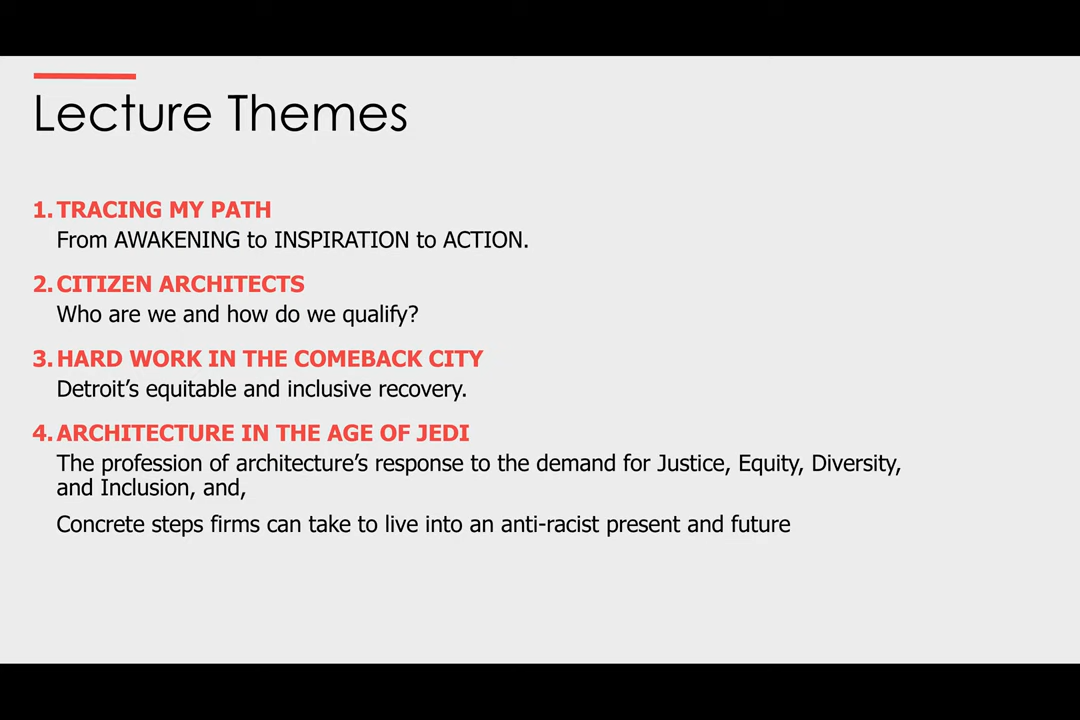 Lecture Themes
1. TRACING MY PATH
From AWAKENING to INSPIRATION to ACTION.
2. CITIZEN ARCHITECTS
Who are we and how do we qualify?
3. HARD WORK IN THE COMEBACK CITY
Detroit’s equitable and inclusive recovery.
4. ARCHITECTURE IN THE AGE OF JEDI
The profession of architecture’s response to the demand for Justice, Equity, Diversity,
and Inclusion, and,
Concrete steps firms can take to live into an anti-racist present and future